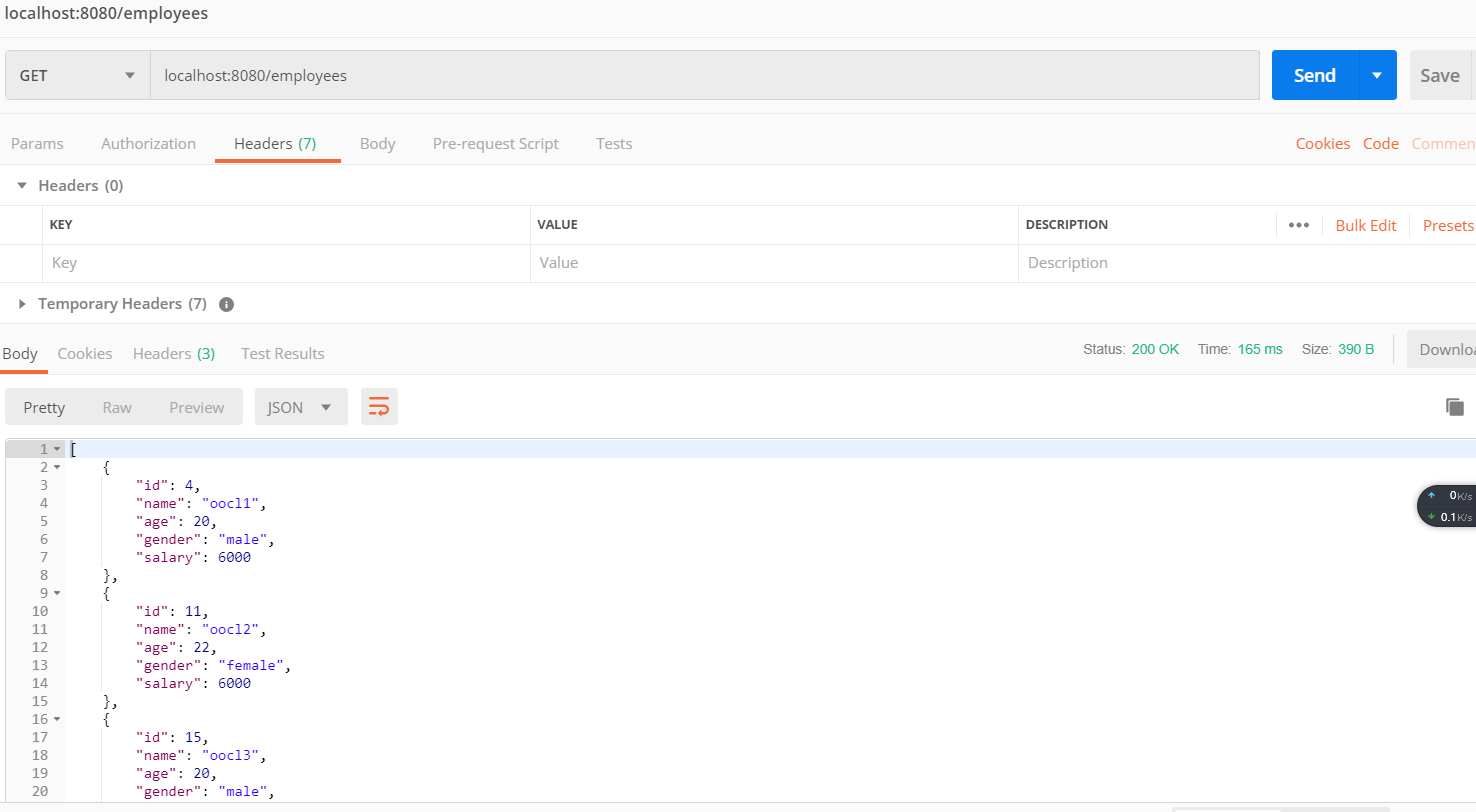 localhost:8080/employees
GET localhost:8080/employees Send Save
Params Authorization Headers (7) Body Pre-request Script Tests Cookies Code Commen
Headers (0)
KEY VALUE DESCRIPTION ••• Bulk Edit Presets
Key Value Description
Temporary Headers (7) i
Body Cookies Headers (3) Test Results Status: 200 OK Time: 165 ms Size: 390 B Downloa
Pretty Raw Preview JSON
1 [
2 {
3 "id": 4,
4 "name": "oocl1",
5 "age": 20,
6 "gender": "male",
7 "salary": 6000
8 },
9 {
10 "id": 11,
11 "name": "oocl2",
12 "age": 22,
13 "gender": "female",
14 "salary": 6000
15 },
16 {
17 "id": 15,
18 "name": "oocl3",
19 "age": 20,
20 "gender": "male",
0K/s
0.1K/s